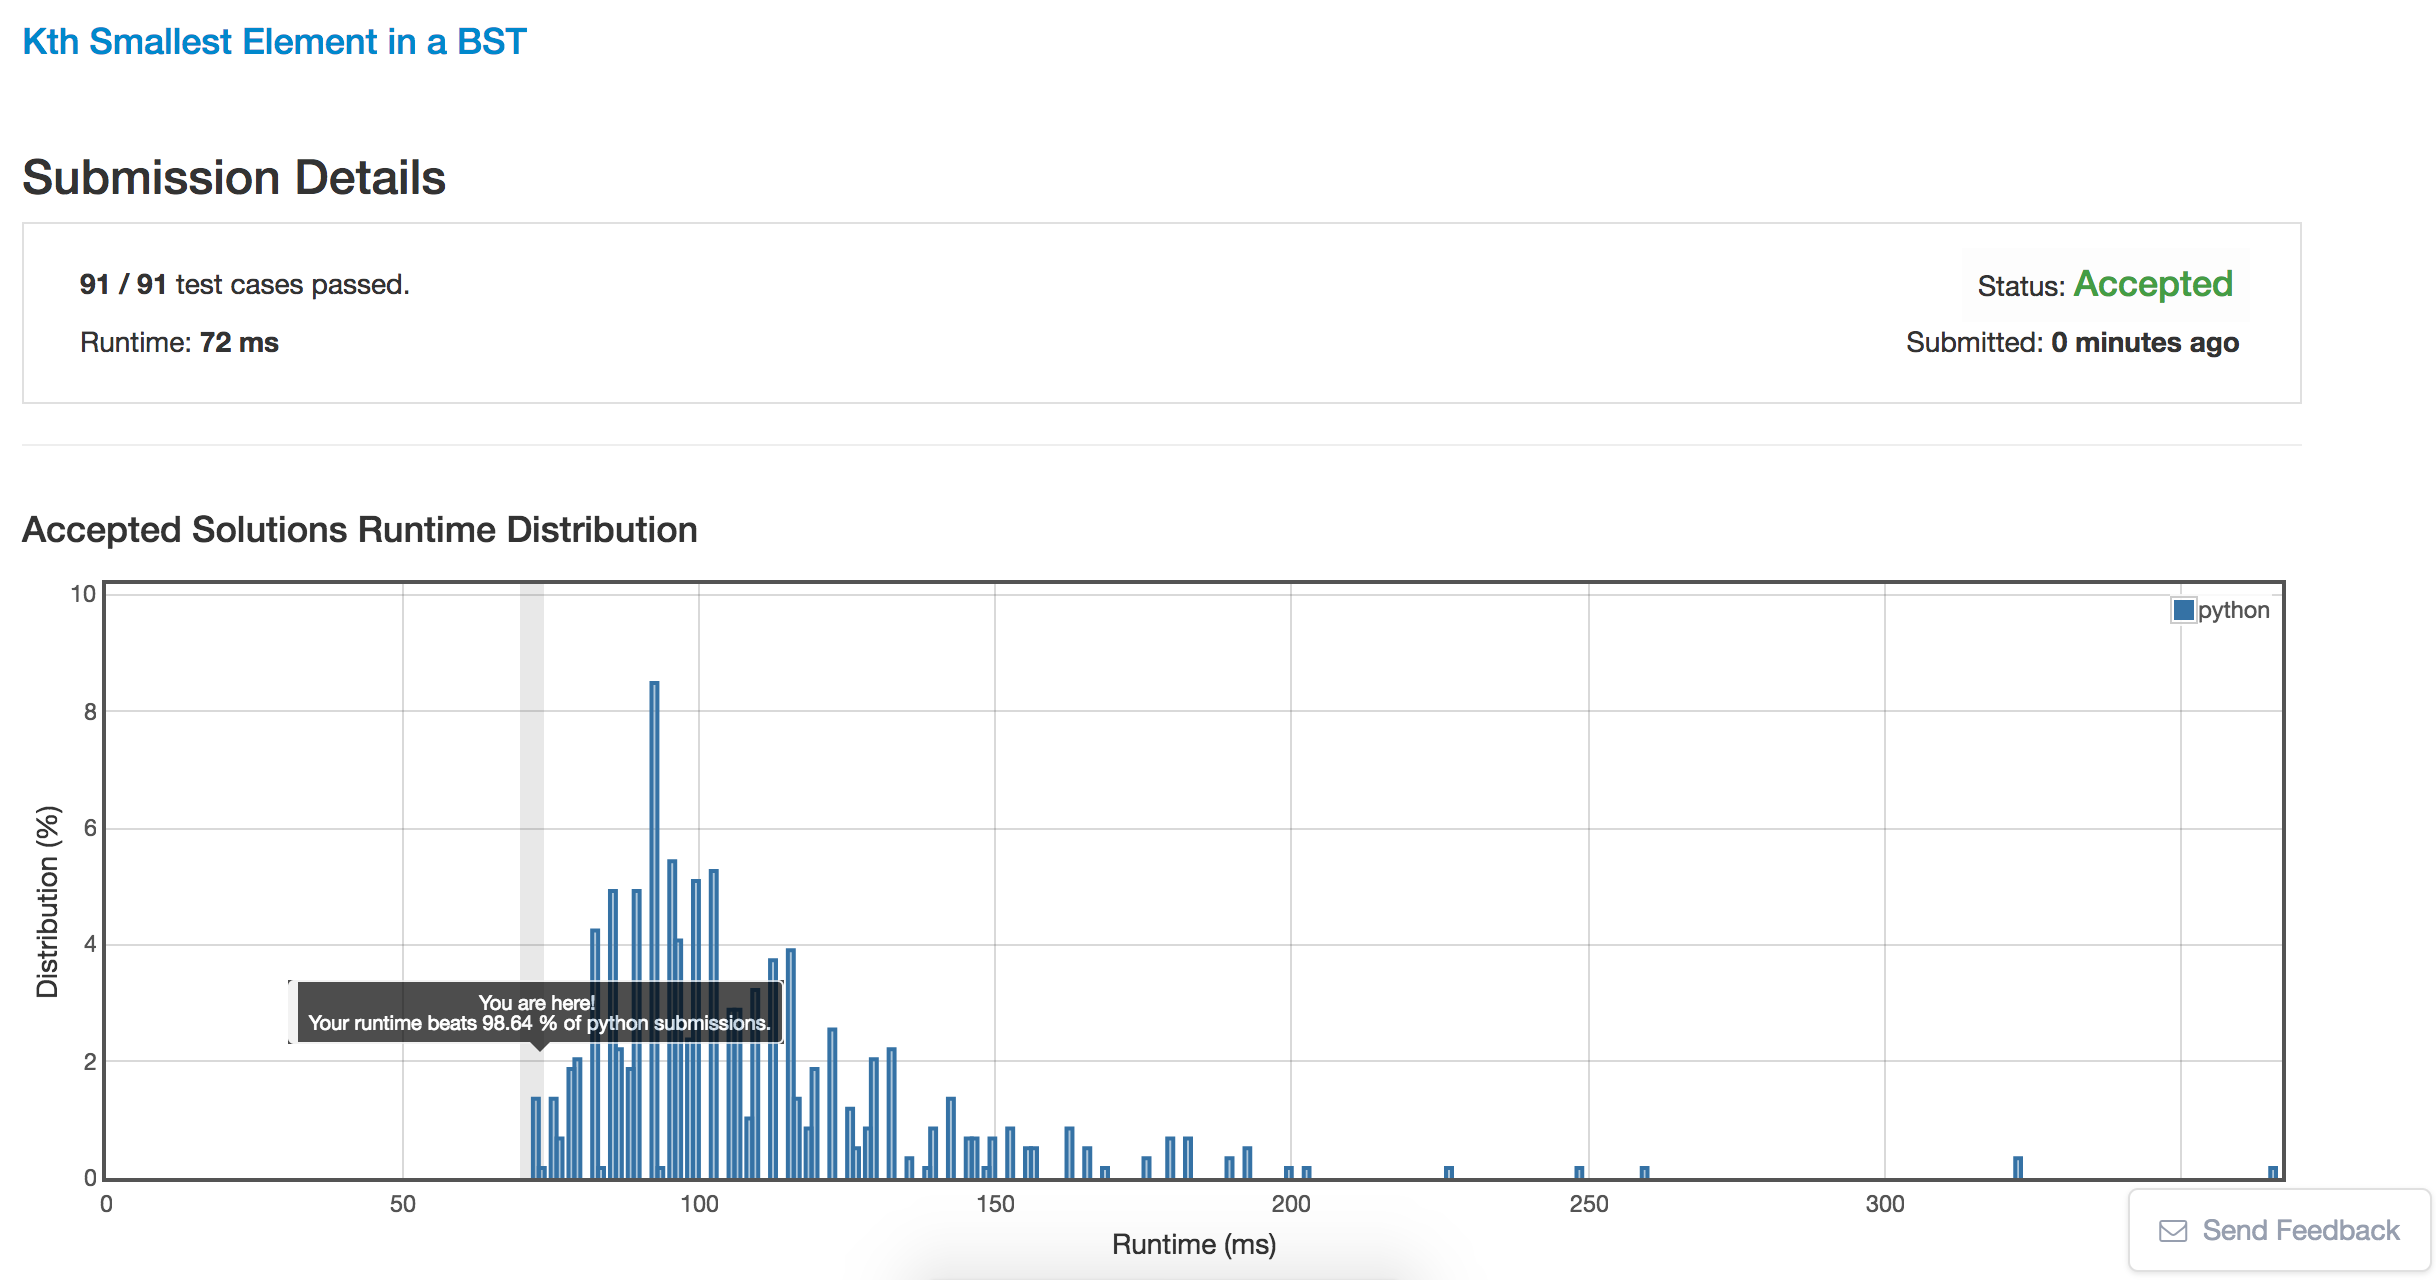 Kth Smallest Element in a BST
Submission Details
91 / 91 test cases passed.
Status: Accepted
Runtime: 72 ms
Submitted: 0 minutes ago
Accepted Solutions Runtime Distribution
python
10
8
6
4
2
0
Distribution (%)
You are here!
Your runtime beats 98.64 % of python submissions.
0 50 100 150 200 250 300
Runtime (ms)
Send Feedback